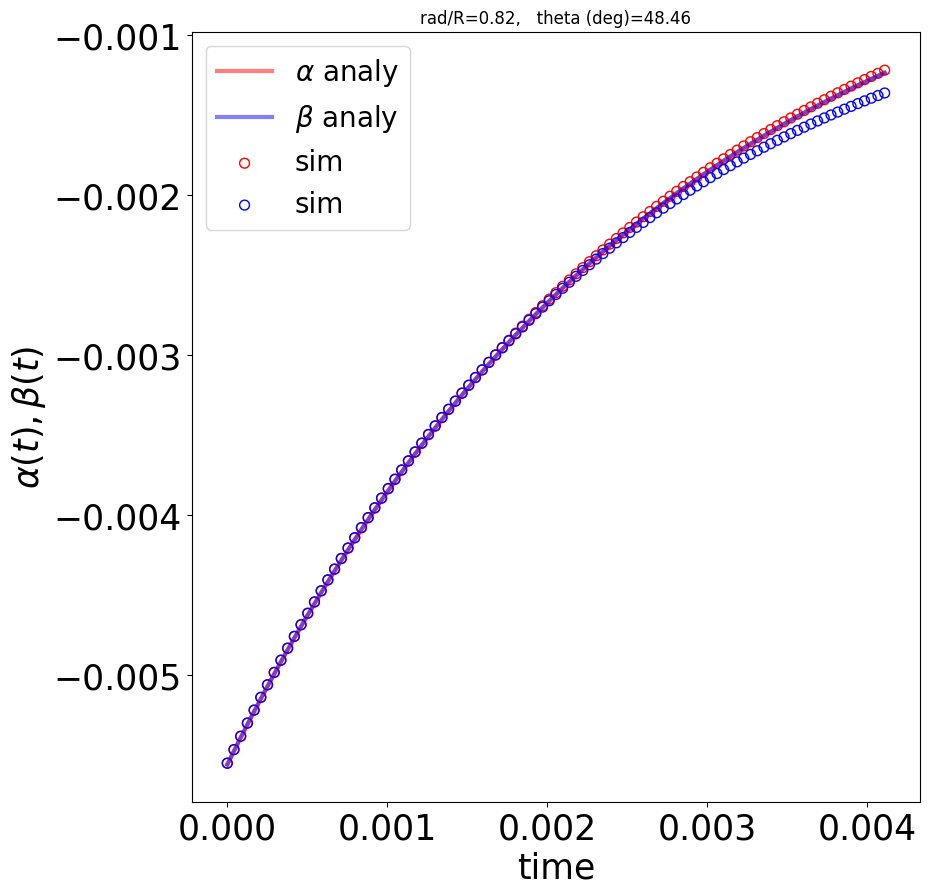 rad/R=0.82, theta (deg)=48.46
−0.001
−0.002
−0.003
−0.004
−0.005
α(t), β(t)
α analy
β analy
sim
sim
0.000 0.001 0.002 0.003 0.004
time